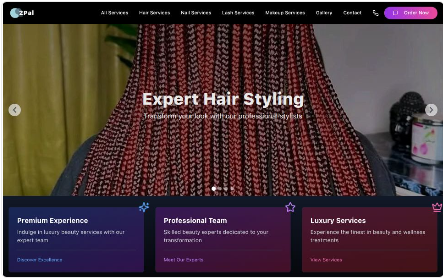 2Pal
All Services
Hair Services
Nail Services
Lash Services
Makeup Services
Gallery
Contact
Order Now
Expert Hair Styling
Transform your look with our professional stylists
Premium Experience
Indulge in luxury beauty services with our
expert team
Discover Excellence
Professional Team
Skilled beauty experts dedicated to your
transformation
Meet Our Experts
Luxury Services
Experience the finest in beauty and wellness
treatments
View Services